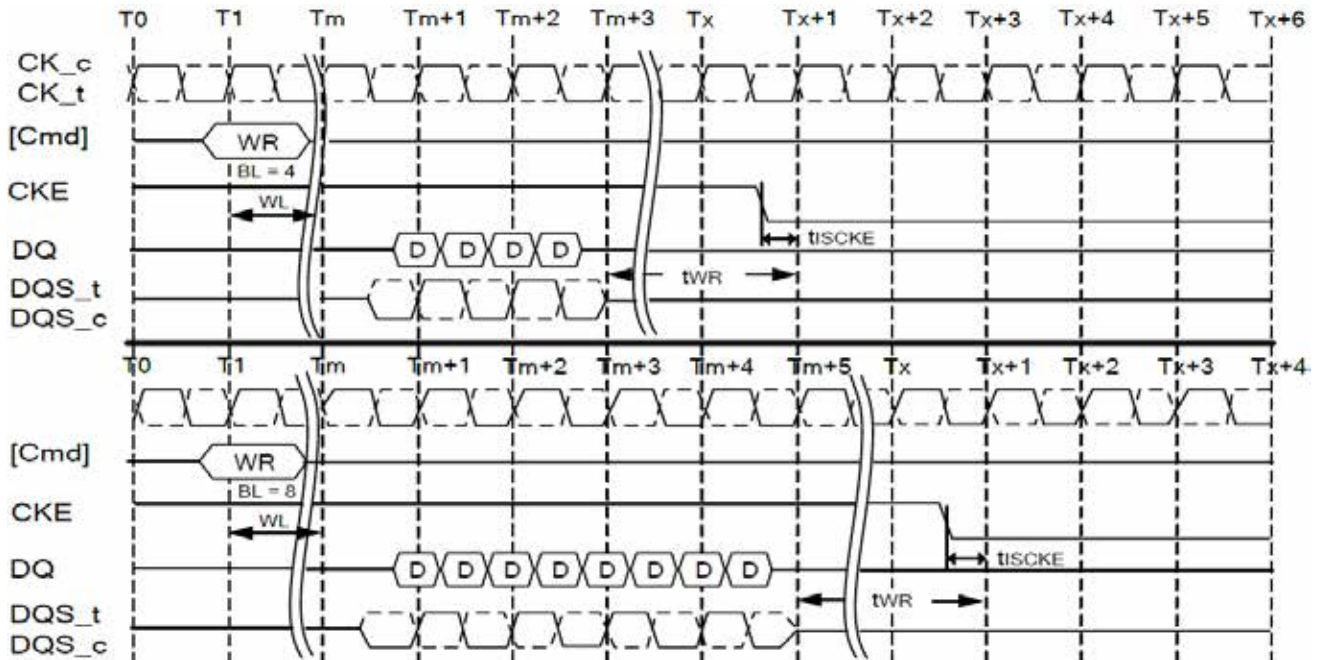 T0 T1 Tm Tm+1 Tm+2 Tm+3 Tx Tx+1 Tx+2 Tx+3 Tx+4 Tx+5 Tx+6
CK_c
CK_t
[Cmd] WR
BL = 4
CKE
WL
DQ D D D D tISCKE
tWR
DQS_t
DQS_c
T0 T1 Tm Tm+1 Tm+2 Tm+3 Tm+4 Tm+5 Tx Tx+1 Tx+2 Tx+3 Tx+4
[Cmd] WR
BL = 8
CKE
WL
DQ D D D D D D D D tISCKE
tWR
DQS_t
DQS_c